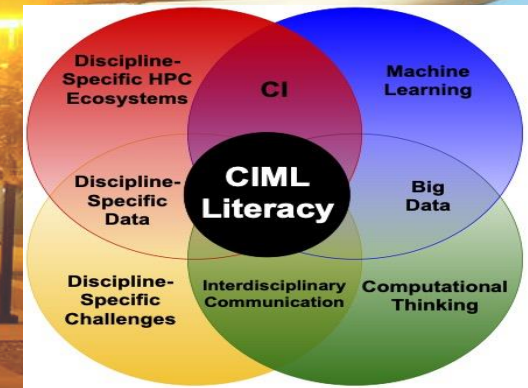 Discipline-
Specific HPC
Ecosystems
CI
Machine
Learning
Discipline-
Specific
Data
CIML
Literacy
Big
Data
Discipline-
Specific
Challenges
Interdisciplinary
Communication
Computational
Thinking